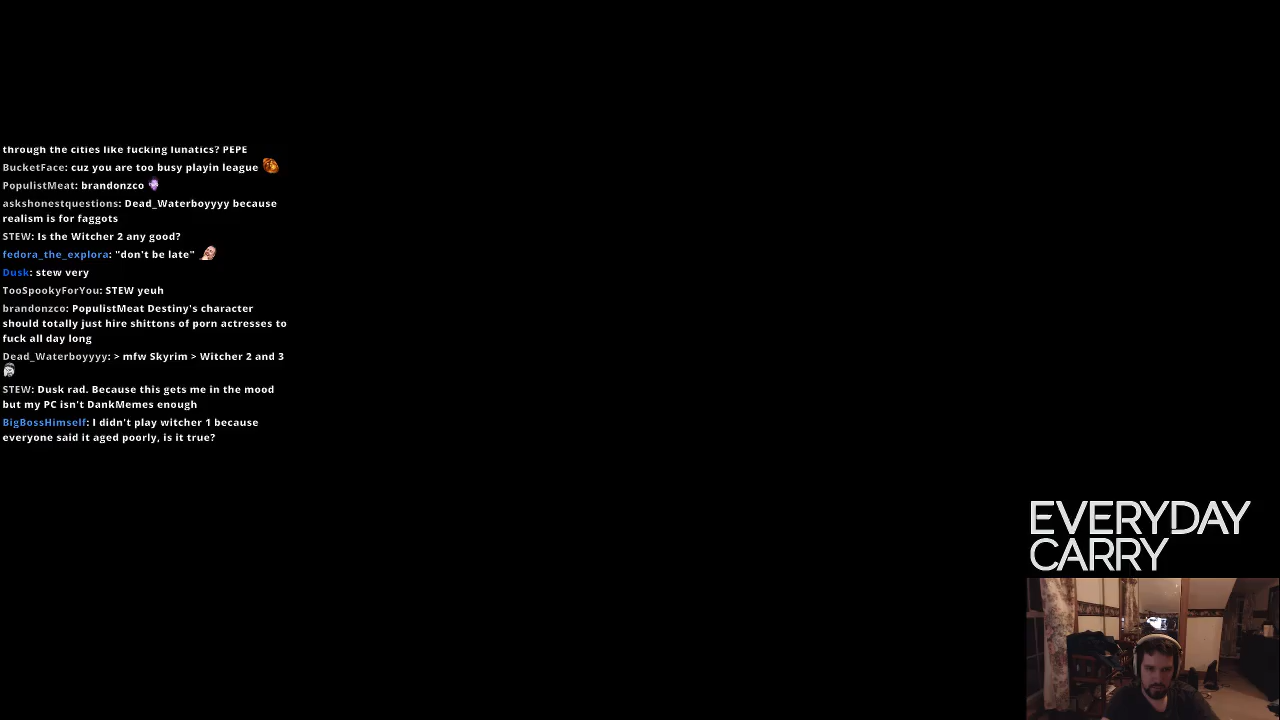 through the cities like fucking lunatics? PEPE
BucketFace: cuz you are too busy playin league
PopulistMeat: brandonzco
askshonestquestions: Dead_Waterboyyyy because
realism is for faggots
STEW: Is the Witcher 2 any good?
fedora_the_explora: "don't be late"
Dusk: stew very
TooSpookyForYou: STEW yeuh
brandonzco: PopulistMeat Destiny's character
should totally just hire shittons of porn actresses to
fuck all day long
Dead_Waterboyyyy: > mfw Skyrim > Witcher 2 and 3
STEW: Dusk rad. Because this gets me in the mood
but my PC isn't DankMemes enough
BigBossHimself: I didn't play witcher 1 because
everyone said it aged poorly, is it true?
EVERYDAY
CARRY